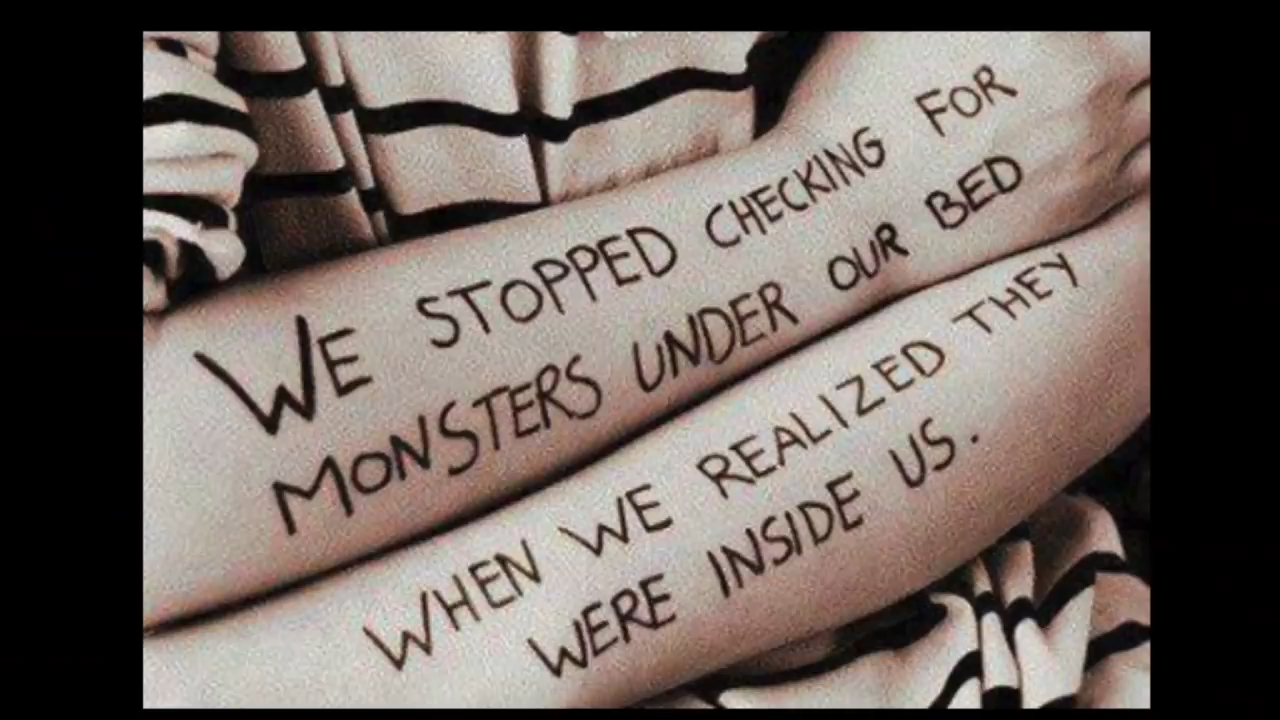 WE STOPPED CHECKING FOR
MONSTERS UNDER OUR BED
WHEN WE REALIZED THEY
WERE INSIDE US.